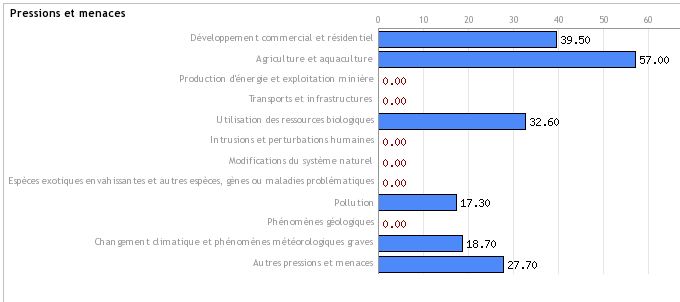 Pressions et menaces
0 10 20 30 40 50 60
Développement commercial et résidentiel 39.50
Agriculture et aquaculture 57.00
Production d'énergie et exploitation minière 0.00
Transports et infrastructures 0.00
Utilisation des ressources biologiques 32.60
Intrusions et perturbations humaines 0.00
Modifications du système naturel 0.00
Espèces exotiques envahissantes et autres espèces, gènes ou maladies problématiques 0.00
Pollution 17.30
Phénomènes géologiques 0.00
Changement climatique et phénomènes météorologiques graves 18.70
Autres pressions et menaces 27.70